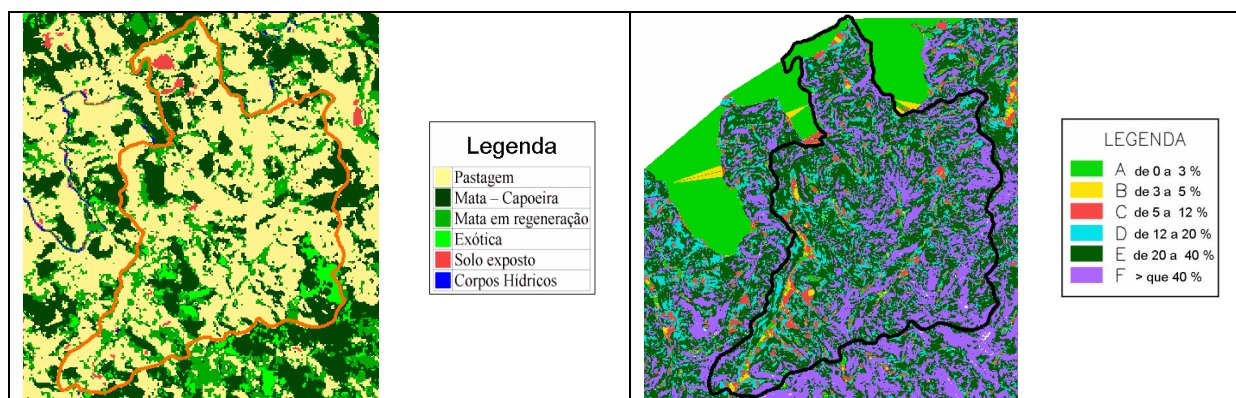 Legenda
Pastagem
Mata – Capoeira
Mata em regeneração
Exótica
Solo exposto
Corpos Hídricos
LEGENDA
A de 0 a 3 %
B de 3 a 5 %
C de 5 a 12 %
D de 12 a 20 %
E de 20 a 40 %
F > que 40 %